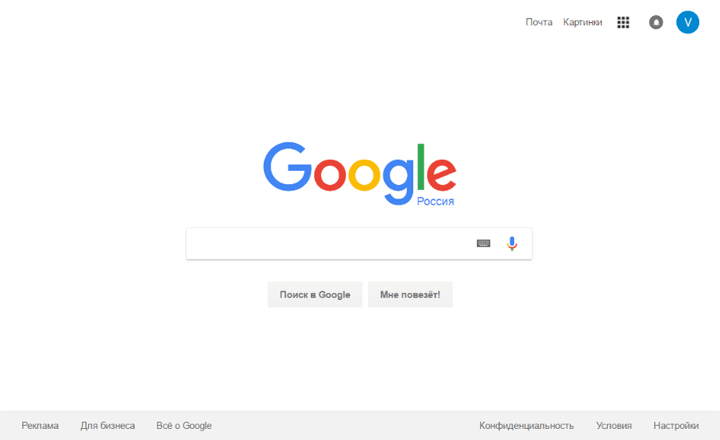 Почта Картинки V
Google
Россия
Поиск в Google Мне повезёт!
Реклама Для бизнеса Всё о Google Конфиденциальность Условия Настройки